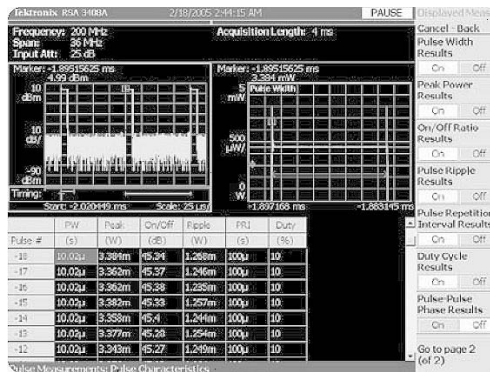 Tektronix RSA 3408A 2/18/2005 2:44:15 AM PAUSE
Frequency: 200 MHz
Span: 36 MHz
Input Att: 25 dB
Acquisition Length: 4 ms
Marker: -1.89515625 ms
4.99 dBm
10
dBm
10
dB/
-90
dBm
Timing:
Start: -2.020449 ms Scale: 25 µs/
Marker: -1.89515625 ms
3.384 mW
5
mW
Pulse Width
500
µW/
0
W
-1.897168 ms -1.883145 ms
PW Peak On/Off Ripple PRI Duty
Pulse # (s) (W) (dB) (W) (s) (%)
-18 10.02µ 3.384m 45.34 1.268m 100µ 10
-17 10.02µ 3.362m 45.37 1.246m 100µ 10
-16 10.02µ 3.362m 45.38 1.235m 100µ 10
-15 10.02µ 3.382m 45.33 1.257m 100µ 10
-14 10.02µ 3.358m 45.4 1.244m 100µ 10
-13 10.02µ 3.377m 45.28 1.254m 100µ 10
-12 10.02µ 3.343m 45.27 1.249m 100µ 10
Pulse Measurements: Pulse Characteristics
Displayed Meas
Cancel - Back
Pulse Width
Results
On Off
Peak Power
Results
On Off
On/Off Ratio
Results
On Off
Pulse Ripple
Results
On Off
Pulse Repetition
Interval Results
On Off
Duty Cycle
Results
On Off
Pulse-Pulse
Phase Results
On Off
Go to page 2
(of 2)